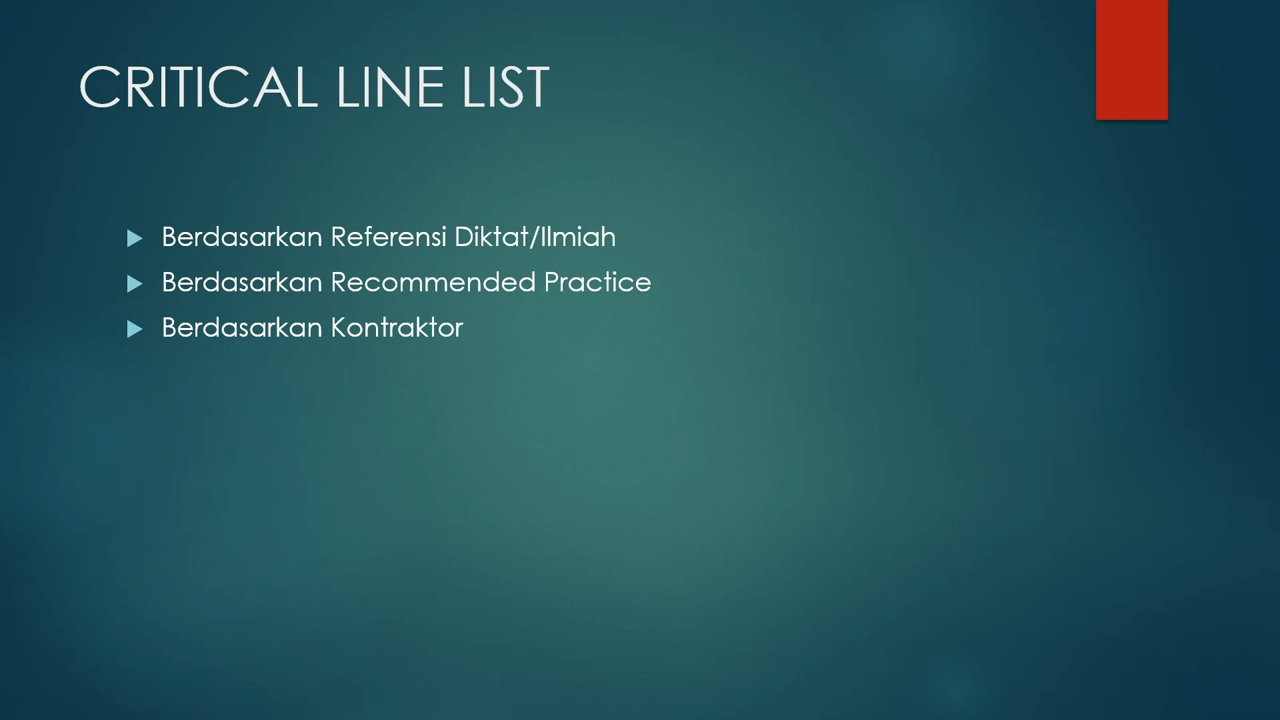 CRITICAL LINE LIST
Berdasarkan Referensi Diktat/Ilmiah
Berdasarkan Recommended Practice
Berdasarkan Kontraktor